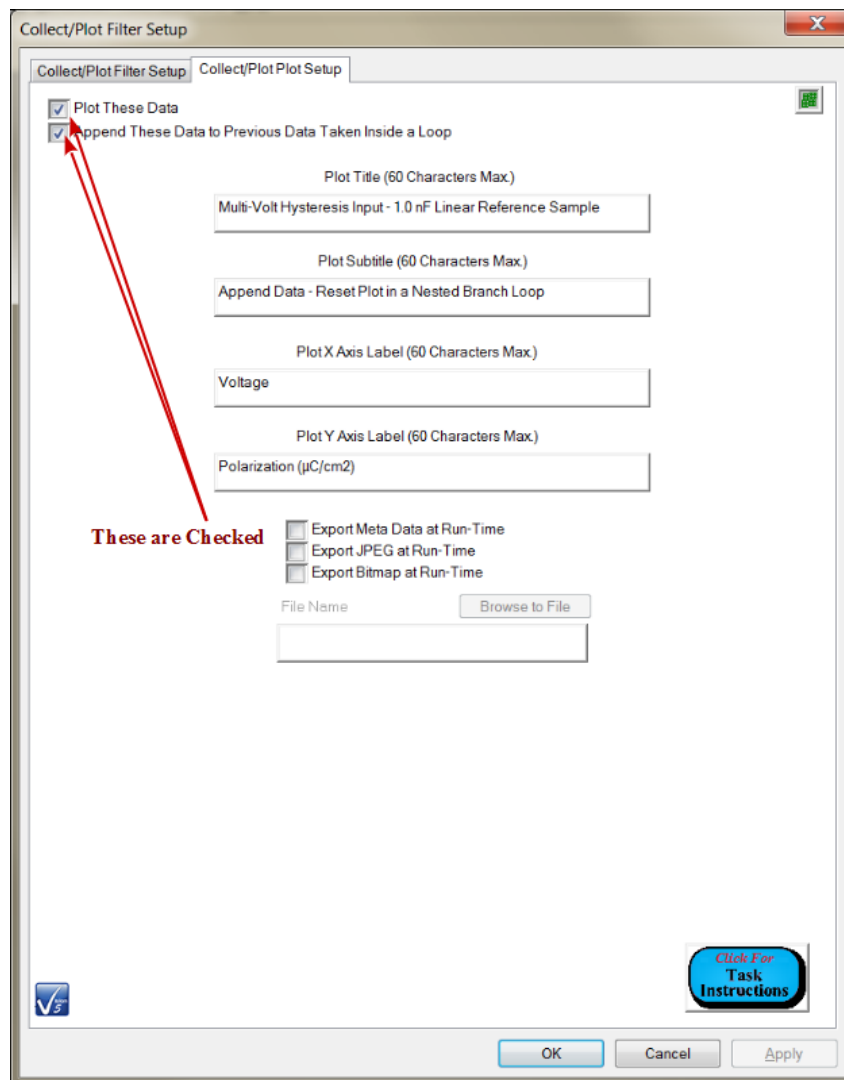 Collect/Plot Filter Setup
X
Collect/Plot Filter Setup Collect/Plot Plot Setup
Plot These Data
Append These Data to Previous Data Taken Inside a Loop
Plot Title (60 Characters Max.)
Multi-Volt Hysteresis Input - 1.0 nF Linear Reference Sample
Plot Subtitle (60 Characters Max.)
Append Data - Reset Plot in a Nested Branch Loop
Plot X Axis Label (60 Characters Max.)
Voltage
Plot Y Axis Label (60 Characters Max.)
Polarization (µC/cm2)
These are Checked
Export Meta Data at Run-Time
Export JPEG at Run-Time
Export Bitmap at Run-Time
File Name Browse to File
Click For
Task
Instructions
OK Cancel Apply